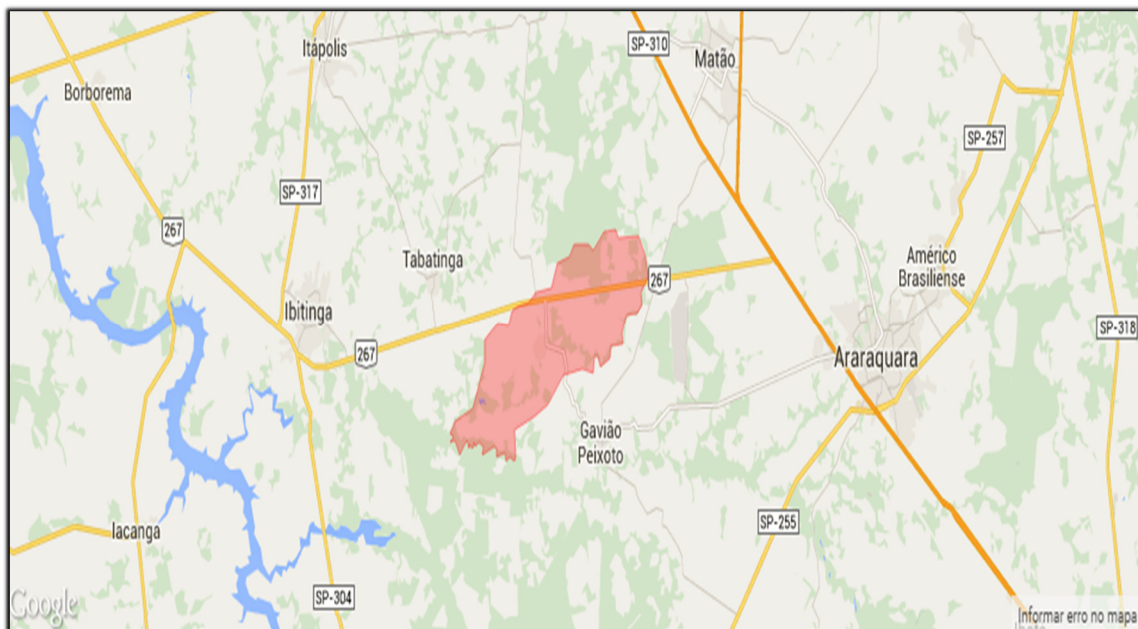 Itápolis
SP-310
Matão
Borborema
SP-257
SP-317
267
Tabatinga
Américo
Brasiliense
267
Ibitinga
SP-318
267
Araraquara
Gavião
Peixoto
Iacanga
SP-255
SP-304
Google
Informar erro no mapa